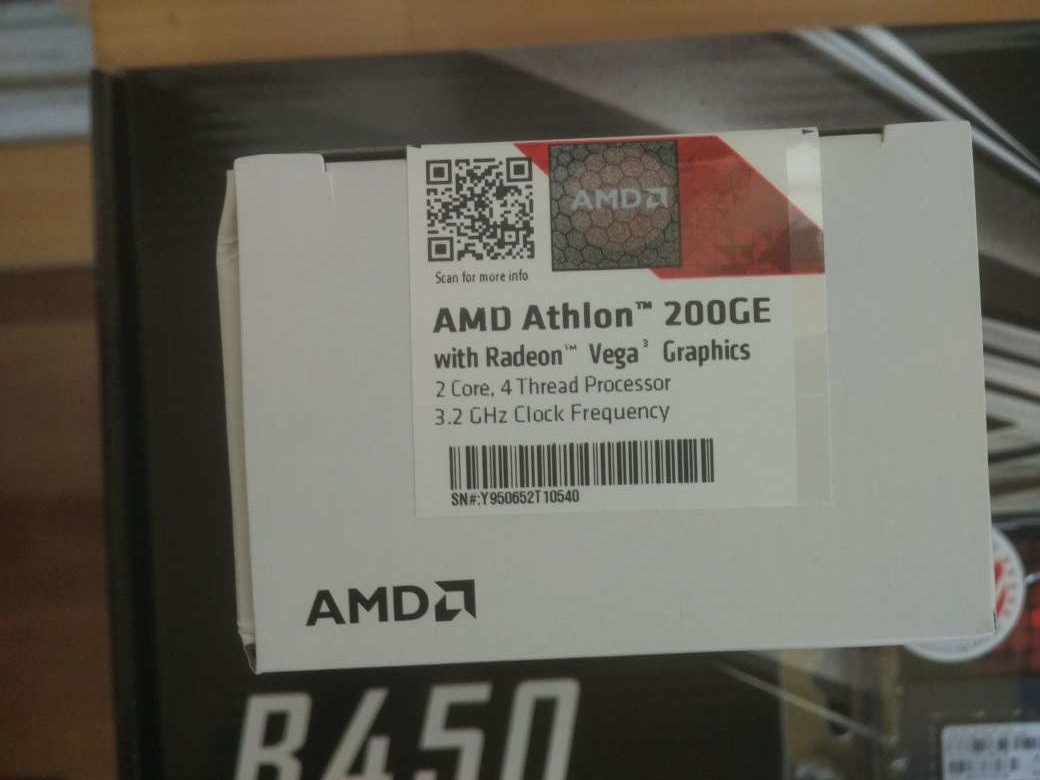 AMD
Scan for more info
AMD Athlon™ 200GE
with Radeon™ Vega³ Graphics
2 Core, 4 Thread Processor
3.2 GHz Clock Frequency
SN#:Y950652T10540
AMD
B450